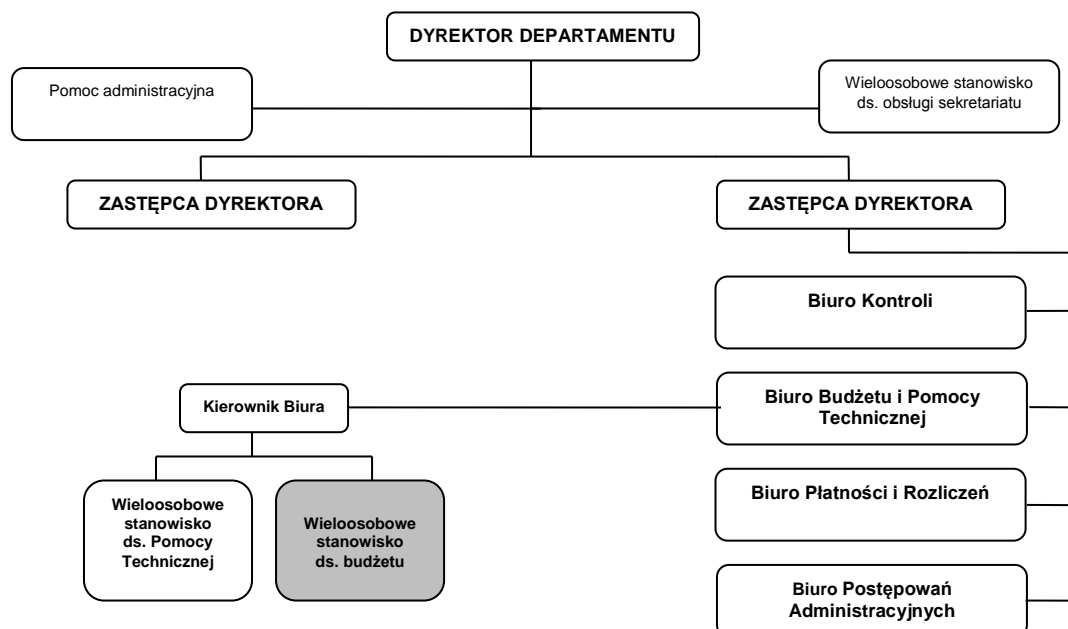 DYREKTOR DEPARTAMENTU
Pomoc administracyjna
Wieloosobowe stanowisko
ds. obsługi sekretariatu
ZASTĘPCA DYREKTORA
ZASTĘPCA DYREKTORA
Biuro Kontroli
Kierownik Biura
Biuro Budżetu i Pomocy
Technicznej
Wieloosobowe
stanowisko
ds. Pomocy
Technicznej
Wieloosobowe
stanowisko
ds. budżetu
Biuro Płatności i Rozliczeń
Biuro Postępowań
Administracyjnych